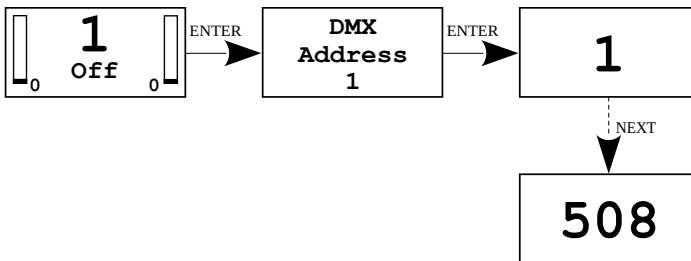 1
Off
0
0
ENTER
DMX
Address
1
ENTER
1
NEXT
508